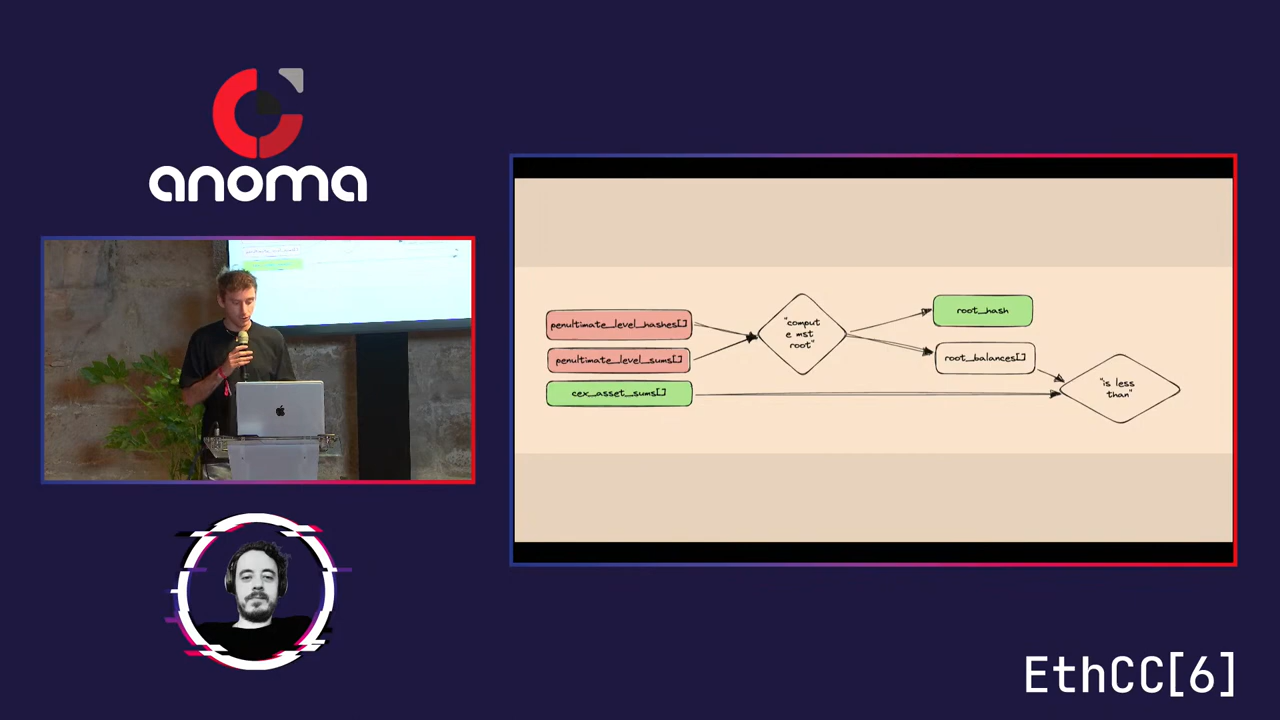 anoma
penultimate_level_hashes[]
penultimate_level_sums[]
cex_asset_sums[]
"comput
e mst
root"
root_hash
root_balances[]
"is less
than"
EthCC[6]